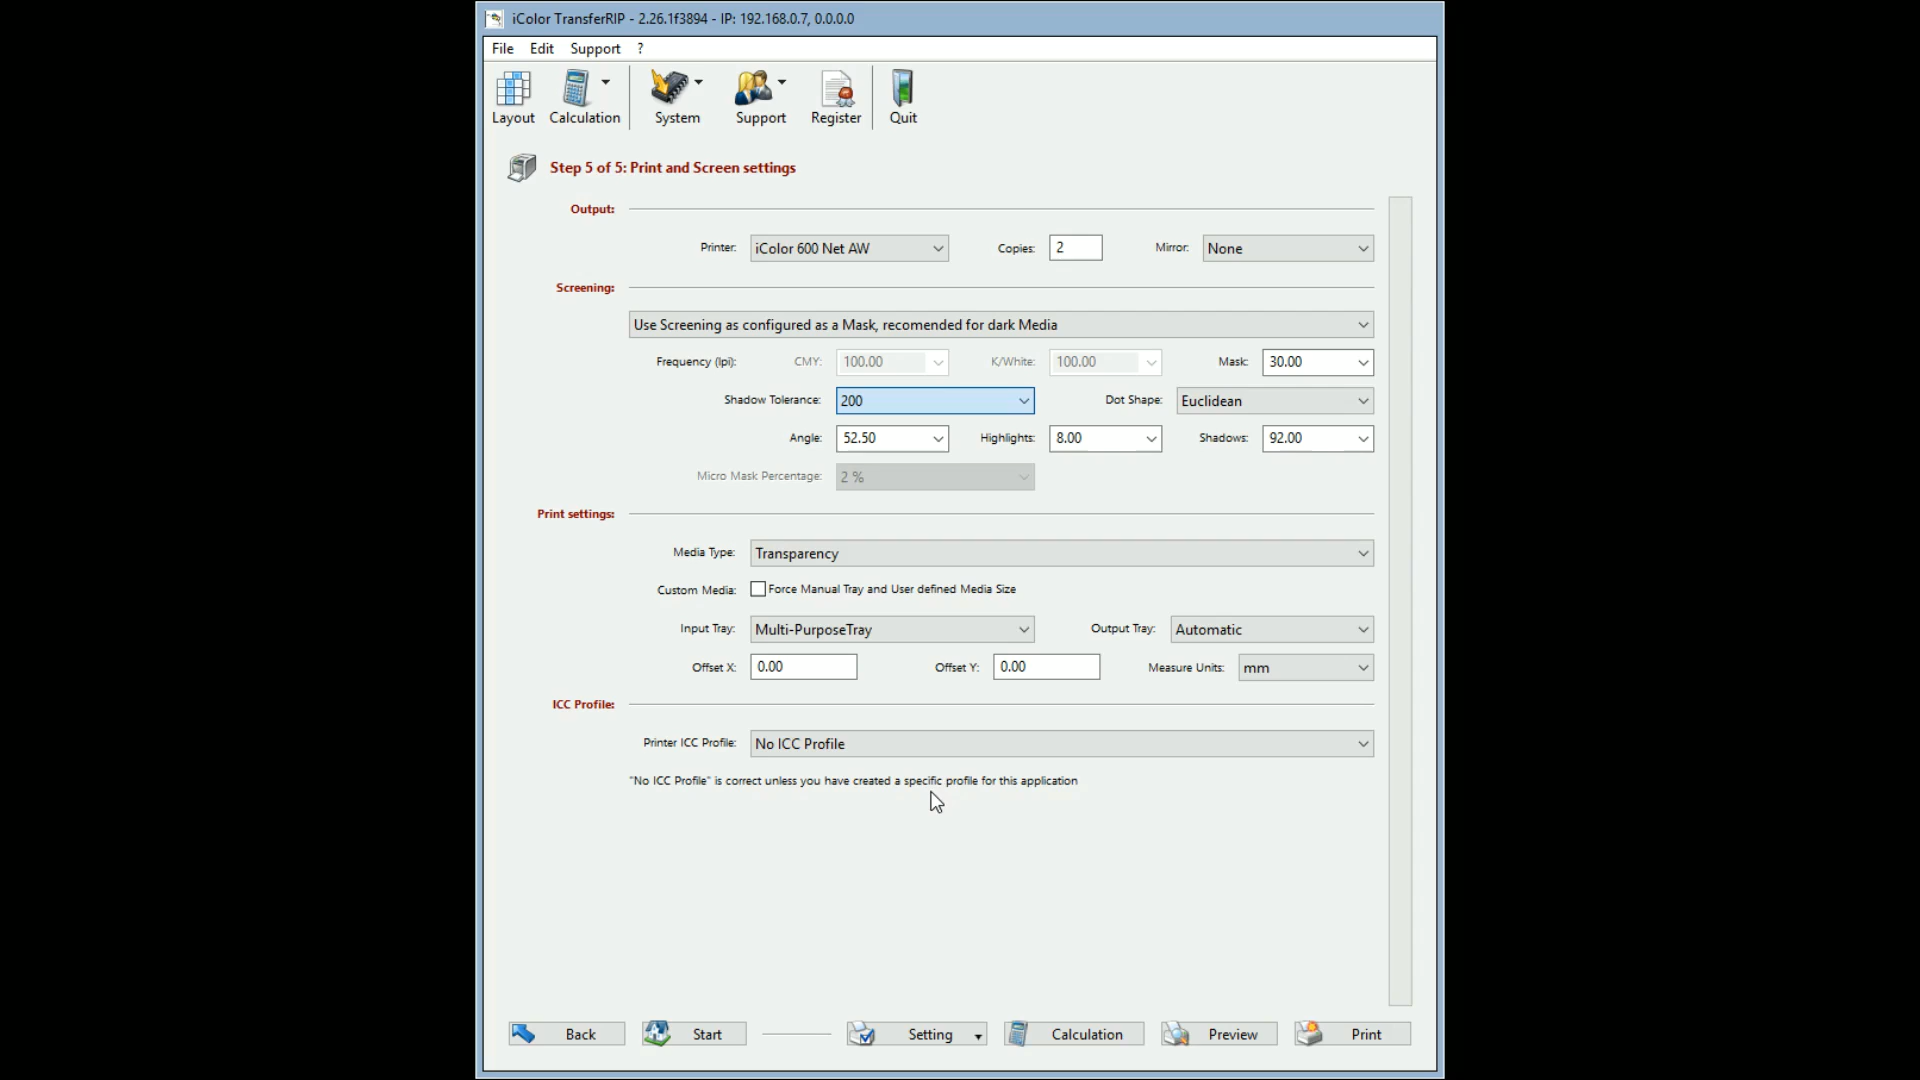 iColor TransferRIP - 2.26.1f3894 - IP: 192.168.0.7, 0.0.0.0
File Edit Support ?
Layout Calculation System Support Register Quit
Step 5 of 5: Print and Screen settings
Output:
Printer: iColor 600 Net AW Copies: 2 Mirror: None
Screening:
Use Screening as configured as a Mask, recomended for dark Media
Frequency (lpi): CMY: 100.00 K/White: 100.00 Mask: 30.00
Shadow Tolerance: 200 Dot Shape: Euclidean
Angle: 52.50 Highlights: 8.00 Shadows: 92.00
Micro Mask Percentage: 2 %
Print settings:
Media Type: Transparency
Custom Media: Force Manual Tray and User defined Media Size
Input Tray: Multi-PurposeTray Output Tray: Automatic
Offset X: 0.00 Offset Y: 0.00 Measure Units: mm
ICC Profile:
Printer ICC Profile: No ICC Profile
"No ICC Profile" is correct unless you have created a specific profile for this application
Back Start Setting Calculation Preview Print